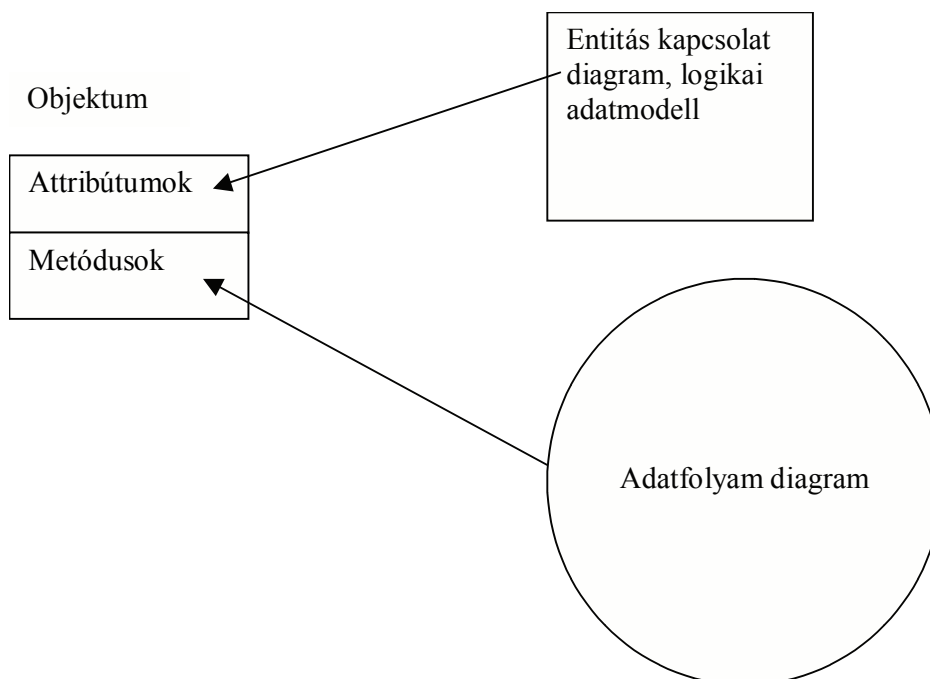 Objektum
Attribútumok
Metódusok
Entitás kapcsolat
diagram, logikai
adatmodell
Adatfolyam diagram